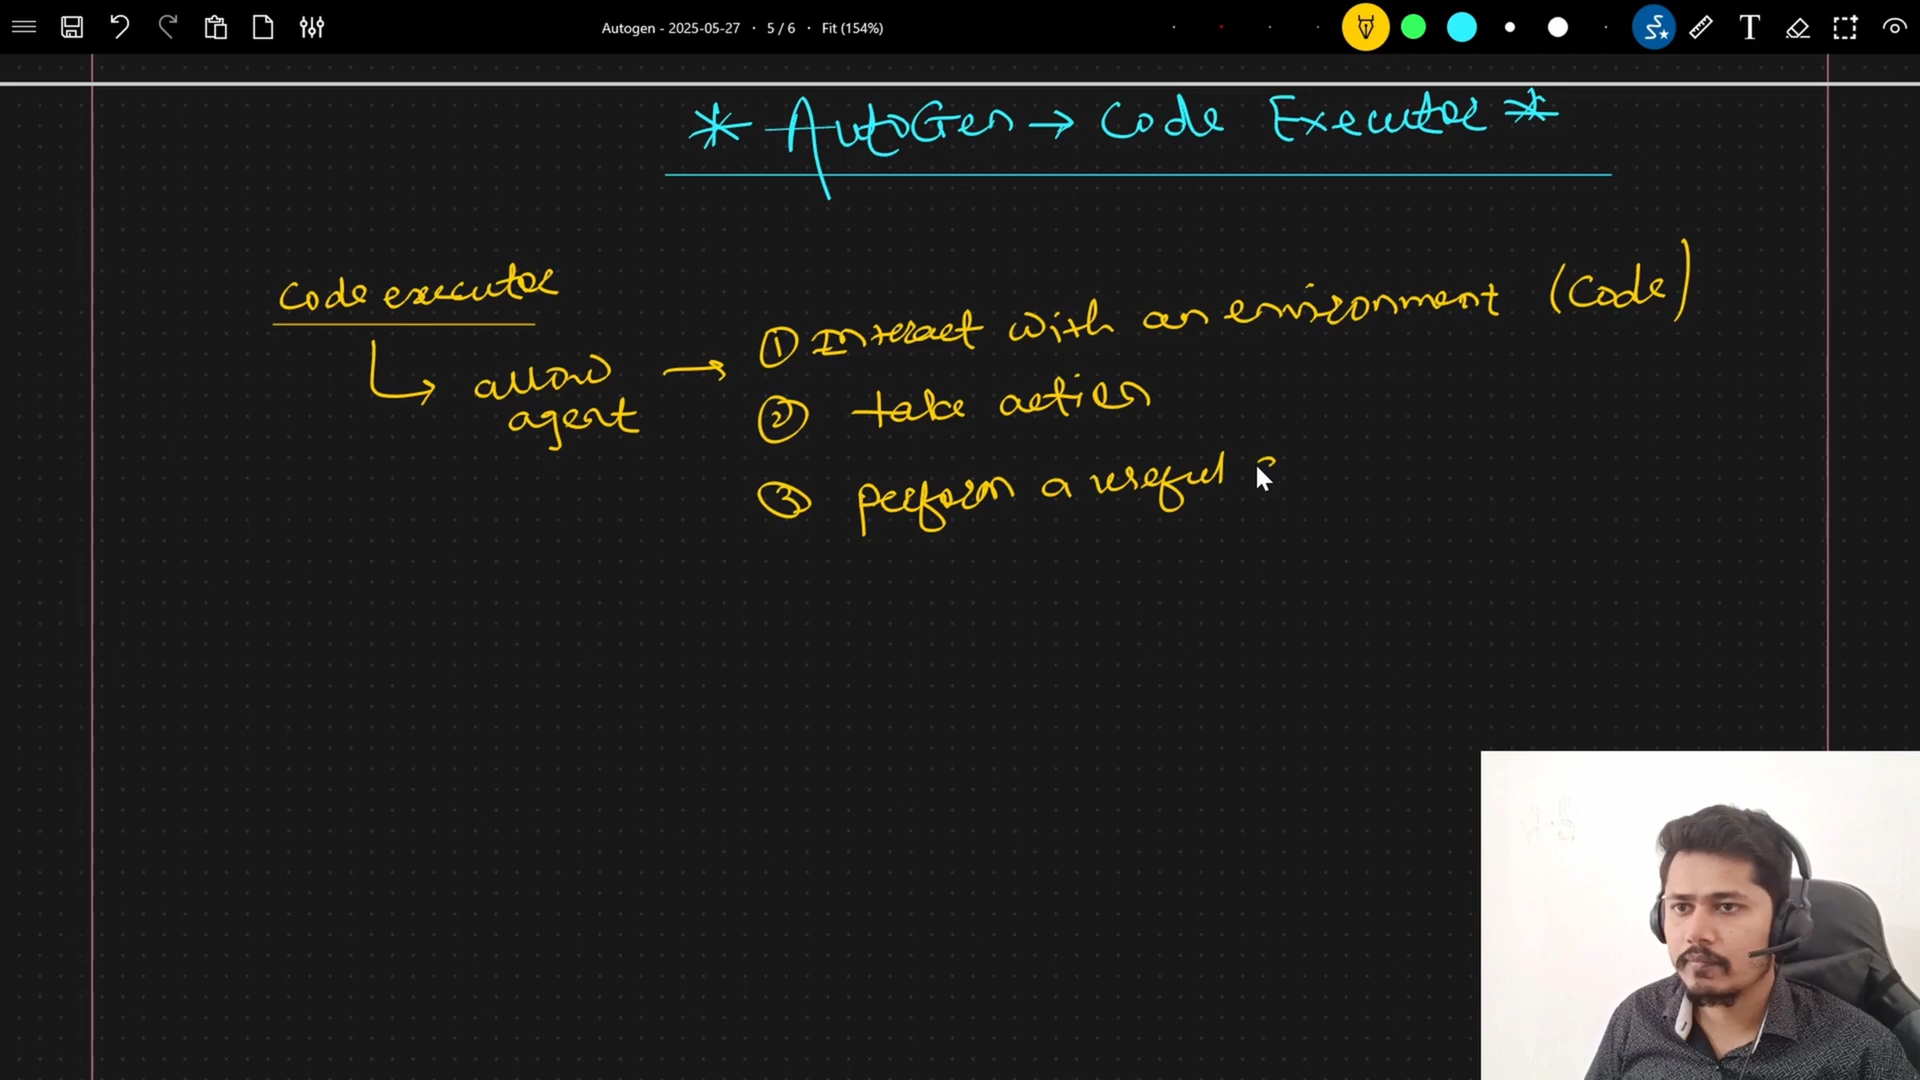 Autogen - 2025-05-27 · 5 / 6 · Fit (154%)
* AutoGen → Code Executor *
Code executor
allow agent →
① Interact with an environment (Code)
② take action
③ perform a useful